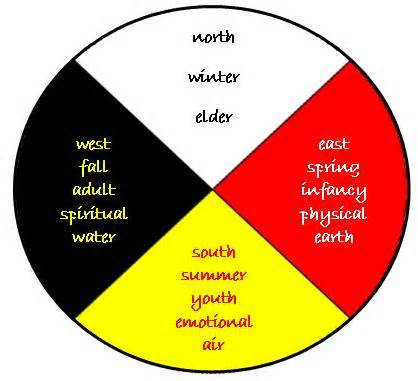 north
winter
elder
west
fall
adult
spiritual
water
east
spring
infancy
physical
earth
south
summer
youth
emotional
air